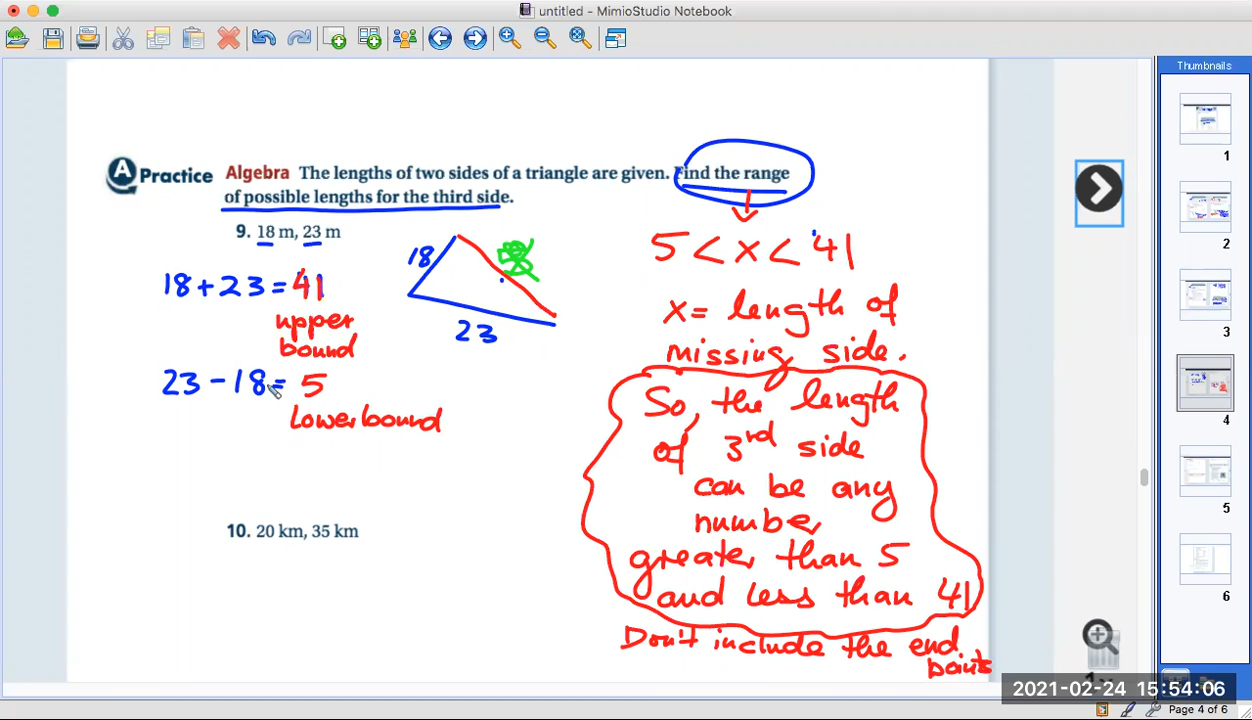 untitled - MimioStudio Notebook
Thumbnails
A Practice Algebra The lengths of two sides of a triangle are given. Find the range
of possible lengths for the third side.
9. 18 m, 23 m
18 + 23 = 41
upper
bound
23 - 18 = 5
Lower bound
18
23
5 < x < 41
x = length of
missing side.
So, the length
of 3rd side
can be any
number
greater than 5
and less than 41
Don't include the end
points
10. 20 km, 35 km
1
2
3
4
5
6
2021-02-24 15:54:06
Page 4 of 6